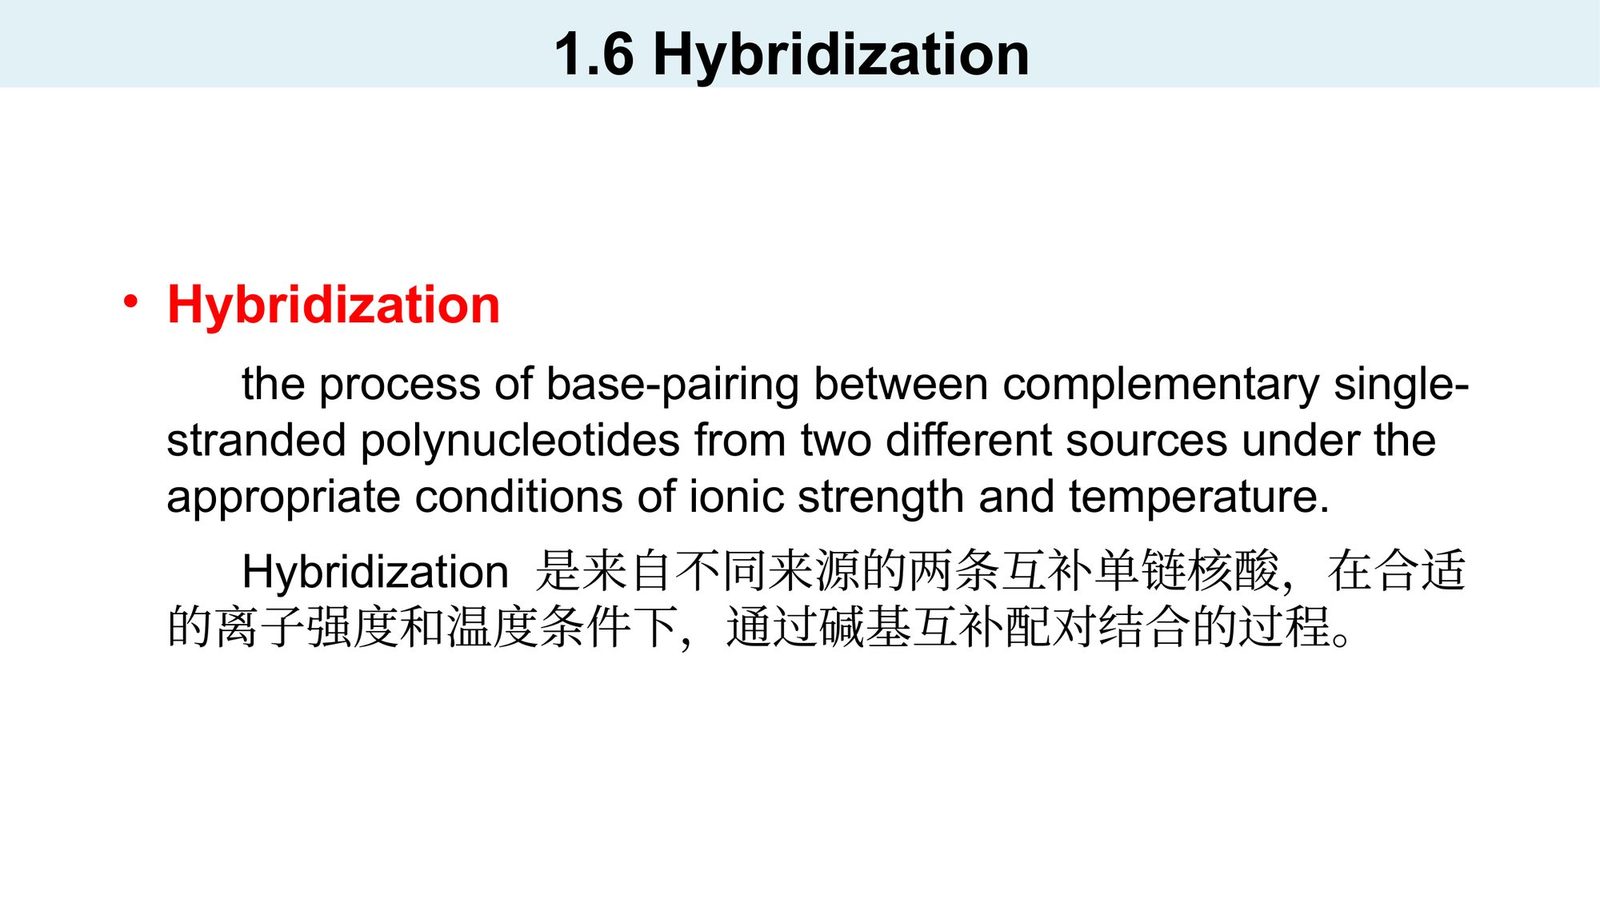 1.6 Hybridization
• Hybridization
the process of base-pairing between complementary single-
stranded polynucleotides from two different sources under the
appropriate conditions of ionic strength and temperature.
Hybridization 是来自不同来源的两条互补单链核酸，在合适
的离子强度和温度条件下，通过碱基互补配对结合的过程。